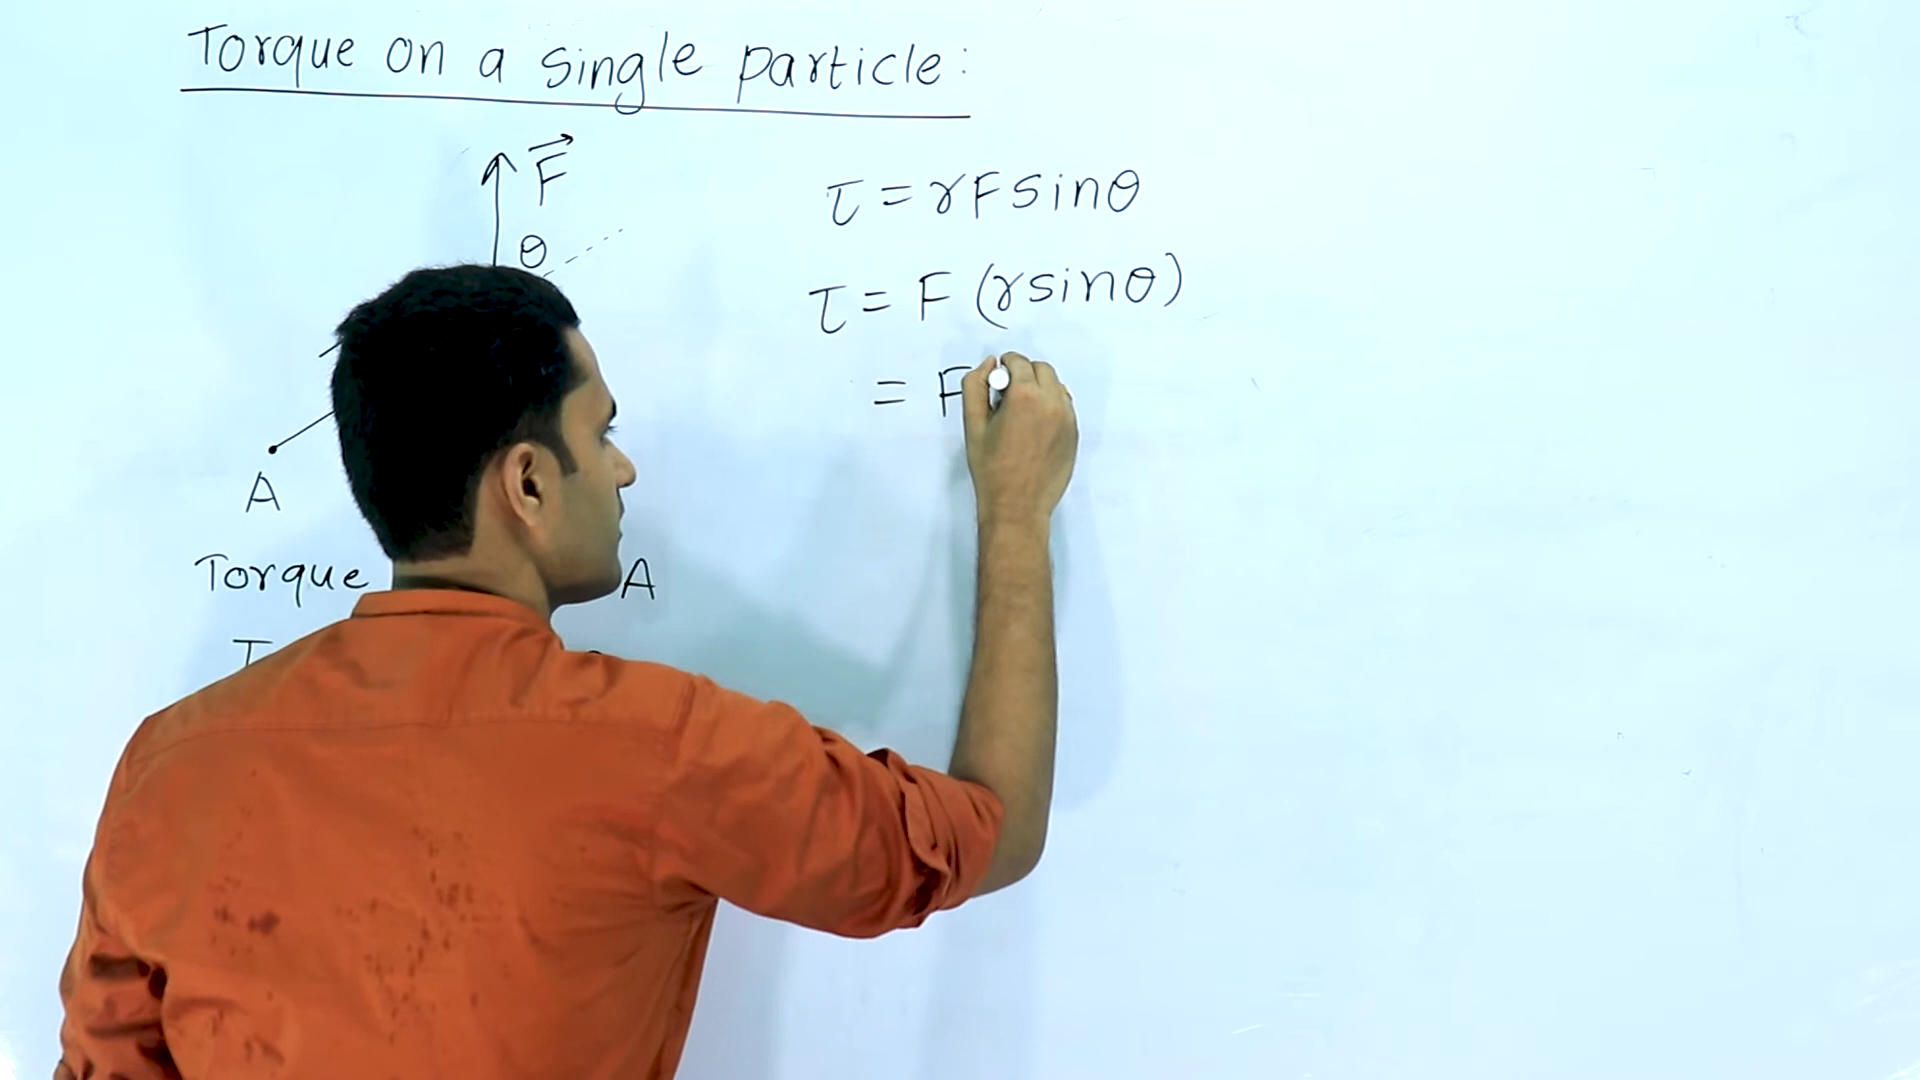 Torque on a single particle:
F
θ
A
τ = rFsinθ
τ = F (rsinθ)
= F
Torque A